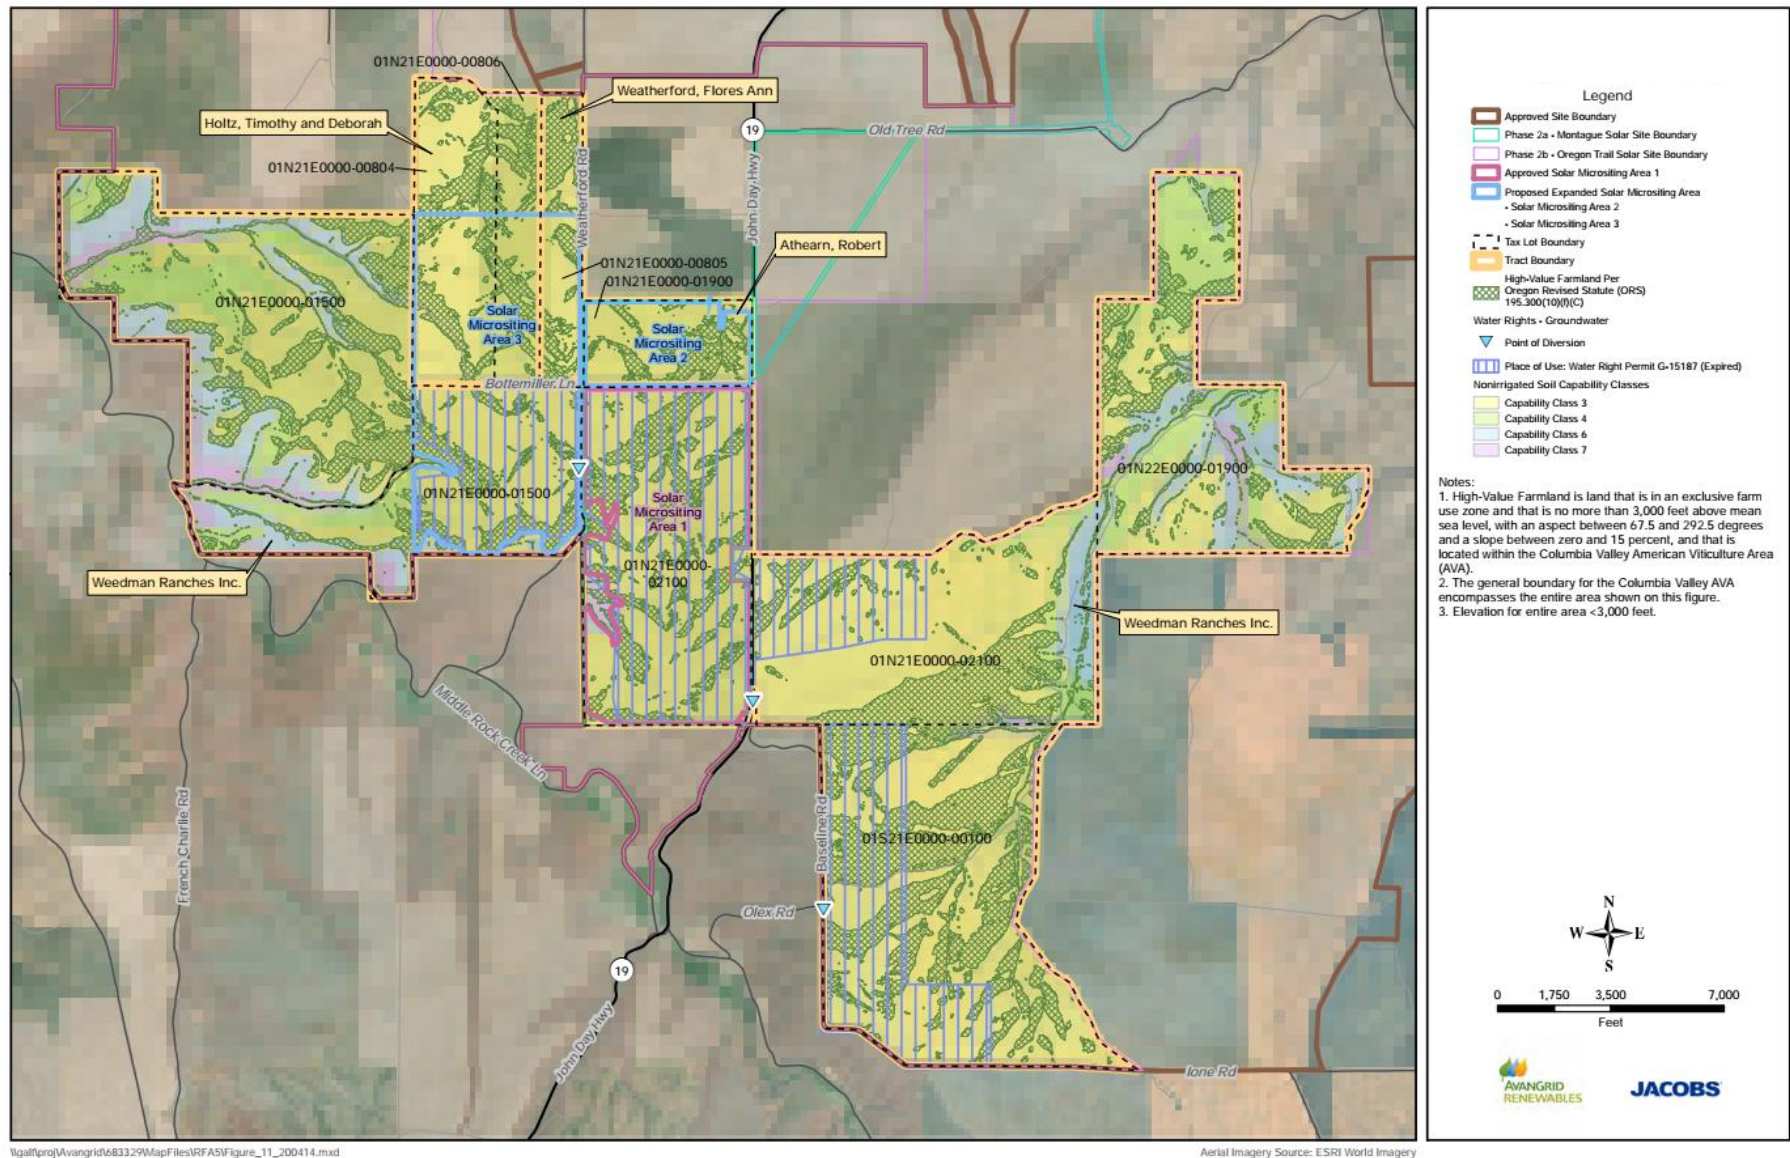 01N21E0000-00806
Weatherford, Flores Ann
Holtz, Timothy and Deborah
19
Old Tree Rd
01N21E0000-00804
Weatherford Rd
John Day Hwy
Athearn, Robert
01N21E0000-00805
01N21E0000-01900
01N21E0000-01500
Solar
Micrositing
Area 3
Solar
Micrositing
Area 2
Bottemiller Ln
01N22E0000-01900
01N21E0000-01500
Solar
Micrositing
Area 1
01N21E0000-
02100
Weedman Ranches Inc.
Weedman Ranches Inc.
01N21E0000-02100
Middle Rock Creek Ln
French Charlie Rd
Baseline Rd
01S21E0000-00100
Olex Rd
19
John Day Hwy
Ione Rd
Legend
Approved Site Boundary
Phase 2a - Montague Solar Site Boundary
Phase 2b - Oregon Trail Solar Site Boundary
Approved Solar Micrositing Area 1
Proposed Expanded Solar Micrositing Area
- Solar Micrositing Area 2
- Solar Micrositing Area 3
Tax Lot Boundary
Tract Boundary
High-Value Farmland Per
Oregon Revised Statute (ORS)
195.300(10)(f)(C)
Water Rights - Groundwater
Point of Diversion
Place of Use: Water Right Permit G-15187 (Expired)
Nonirrigated Soil Capability Classes
Capability Class 3
Capability Class 4
Capability Class 6
Capability Class 7
Notes:
1. High-Value Farmland is land that is in an exclusive farm
use zone and that is no more than 3,000 feet above mean
sea level, with an aspect between 67.5 and 292.5 degrees
and a slope between zero and 15 percent, and that is
located within the Columbia Valley American Viticulture Area
(AVA).
2. The general boundary for the Columbia Valley AVA
encompasses the entire area shown on this figure.
3. Elevation for entire area <3,000 feet.
N
W E
S
0 1,750 3,500 7,000
Feet
AVANGRID
RENEWABLES
JACOBS
\\galt\proj\Avangrid\683329\MapFiles\RFA5\Figure_11_200414.mxd
Aerial Imagery Source: ESRI World Imagery